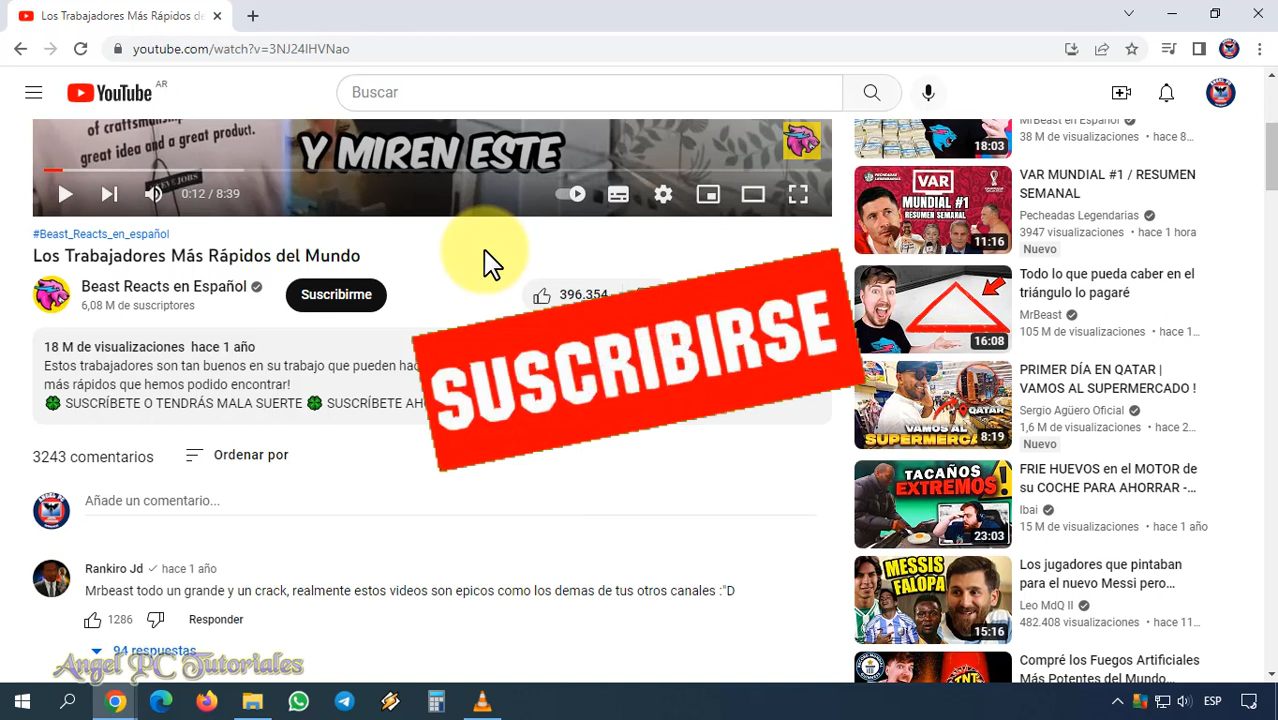 Los Trabajadores Más Rápidos de
youtube.com/watch?v=3NJ24IHVNao
YouTube AR
Buscar
of craftsmanship
great idea and a
great product.
Y MIREN ESTE
0:12 / 8:39
#Beast_Reacts_en_español
Los Trabajadores Más Rápidos del Mundo
Beast Reacts en Español
6,08 M de suscriptores
Suscribirme
396.354
SUSCRIBIRSE
18 M de visualizaciones hace 1 año
Estos trabajadores son tan buenos en su trabajo que pueden
más rápidos que hemos podido encontrar!
SUSCRÍBETE O TENDRÁS MALA SUERTE SUSCRÍBETE
3243 comentarios
Ordenar por
Añade un comentario...
Rankiro Jd hace 1 año
Mrbeast todo un grande y un crack, realmente estos videos son epicos como los demas de tus otros canales :"D
1286
Responder
94 respuestas
Angel PC Tutoriales
MrBeast en Español
38 M de visualizaciones • hace 8...
18:03
VAR MUNDIAL #1 / RESUMEN
SEMANAL
Pecheadas Legendarias
3947 visualizaciones • hace 1 hora
Nuevo
VAR
MUNDIAL #1
RESUMEN SEMANAL
11:16
Todo lo que pueda caber en el
triángulo lo pagaré
MrBeast
105 M de visualizaciones • hace 1...
16:08
PRIMER DÍA EN QATAR |
VAMOS AL SUPERMERCADO !
Sergio Agüero Oficial
1,6 M de visualizaciones • hace 2...
Nuevo
QATAR
VAMOS AL
8:19
FRIE HUEVOS en el MOTOR de
su COCHE PARA AHORRAR -...
Ibai
15 M de visualizaciones • hace 1 año
TACAÑOS
EXTREMOS
23:03
Los jugadores que pintaban
para el nuevo Messi pero...
Leo MdQ II
482.408 visualizaciones • hace 11...
MESSIS
FALOPA
15:16
Compré los Fuegos Artificiales
Más Potentes del Mundo...
ESP